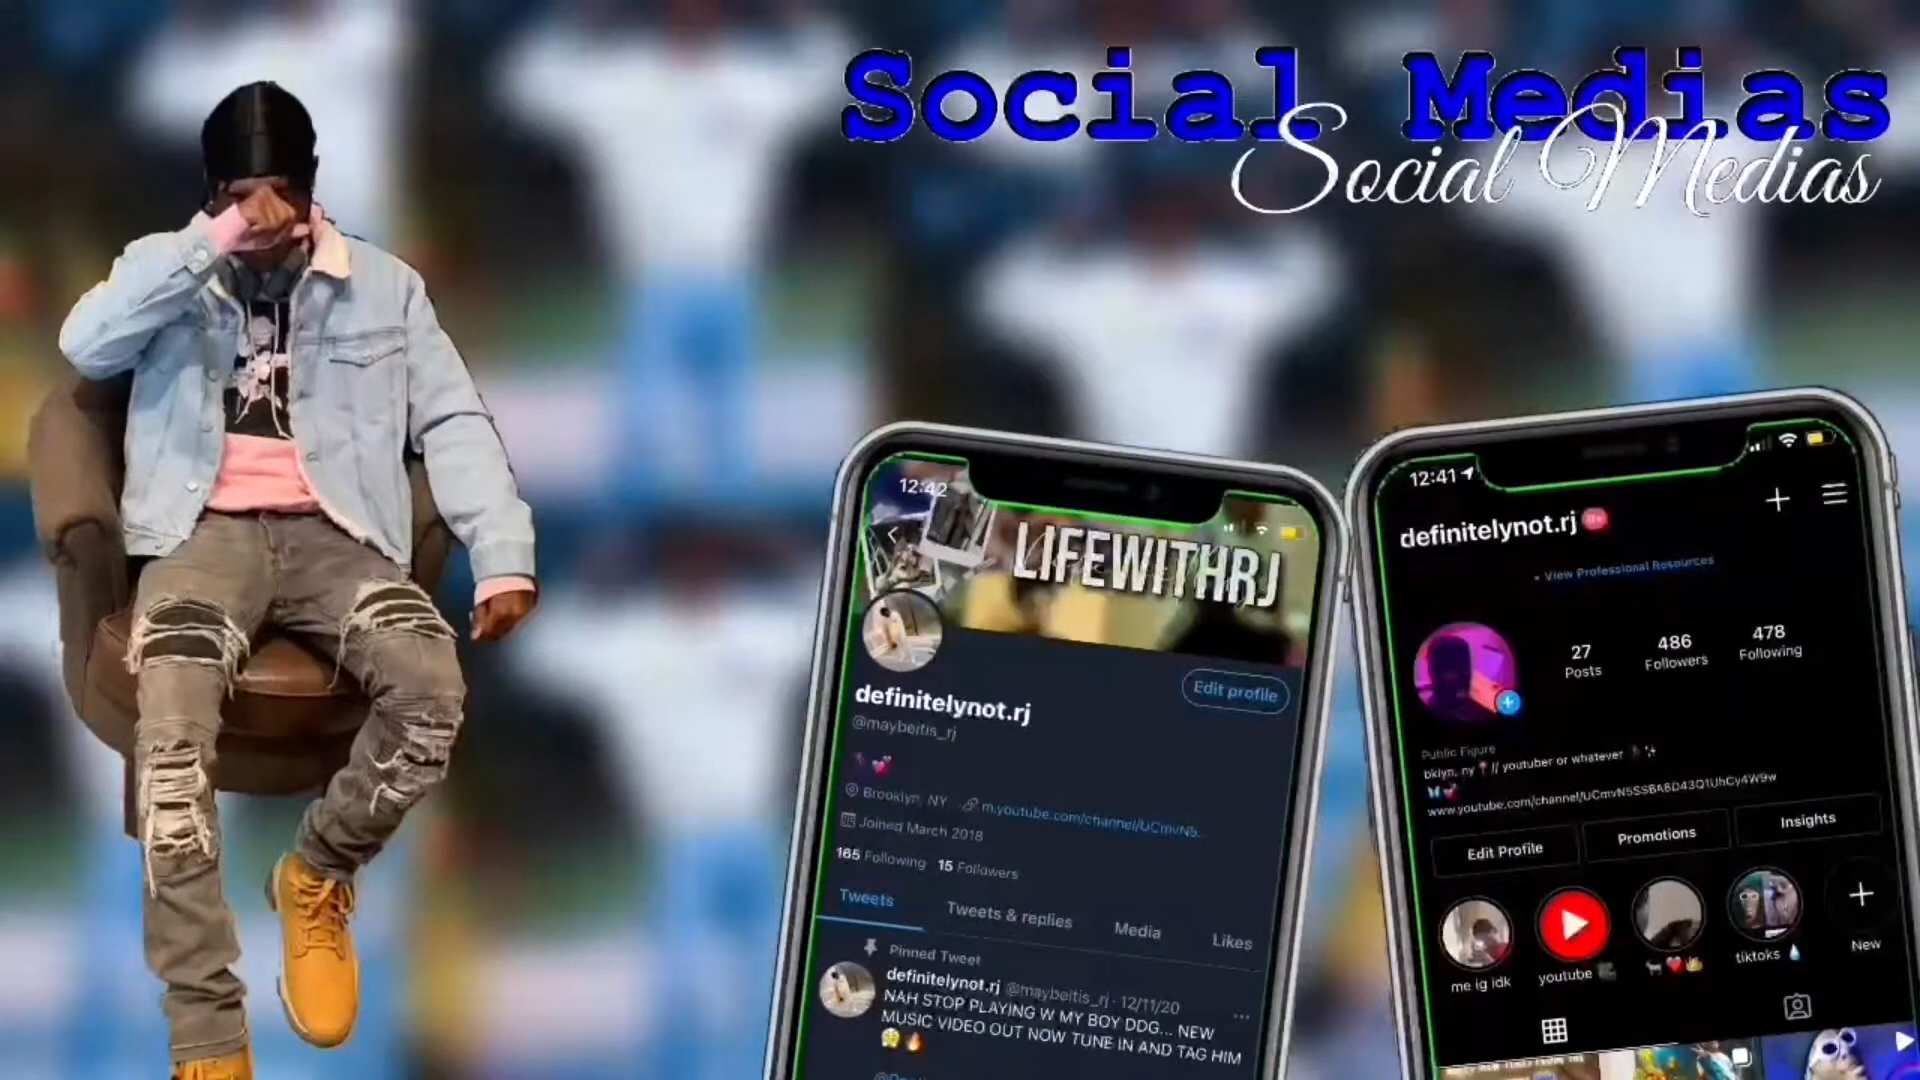 Social Medias
Social Medias
12:42
LIFEWITHRJ
Edit profile
definitelynot.rj
@maybeitis_rj
Brooklyn, NY m.youtube.com/channel/UCmvN5...
Joined March 2018
165 Following 15 Followers
Tweets Tweets & replies Media Likes
Pinned Tweet
definitelynot.rj @maybeitis_rj · 12/11/20
NAH STOP PLAYING W MY BOY DDG... NEW
MUSIC VIDEO OUT NOW TUNE IN AND TAG HIM
12:41
definitelynot.rj
• View Professional Resources
27 486 478
Posts Followers Following
Public Figure
bklyn, ny // youtuber or whatever
www.youtube.com/channel/UCmvN5SSBA8D43Q1UhCy4W9w
Edit Profile Promotions Insights
me ig idk youtube tiktoks New